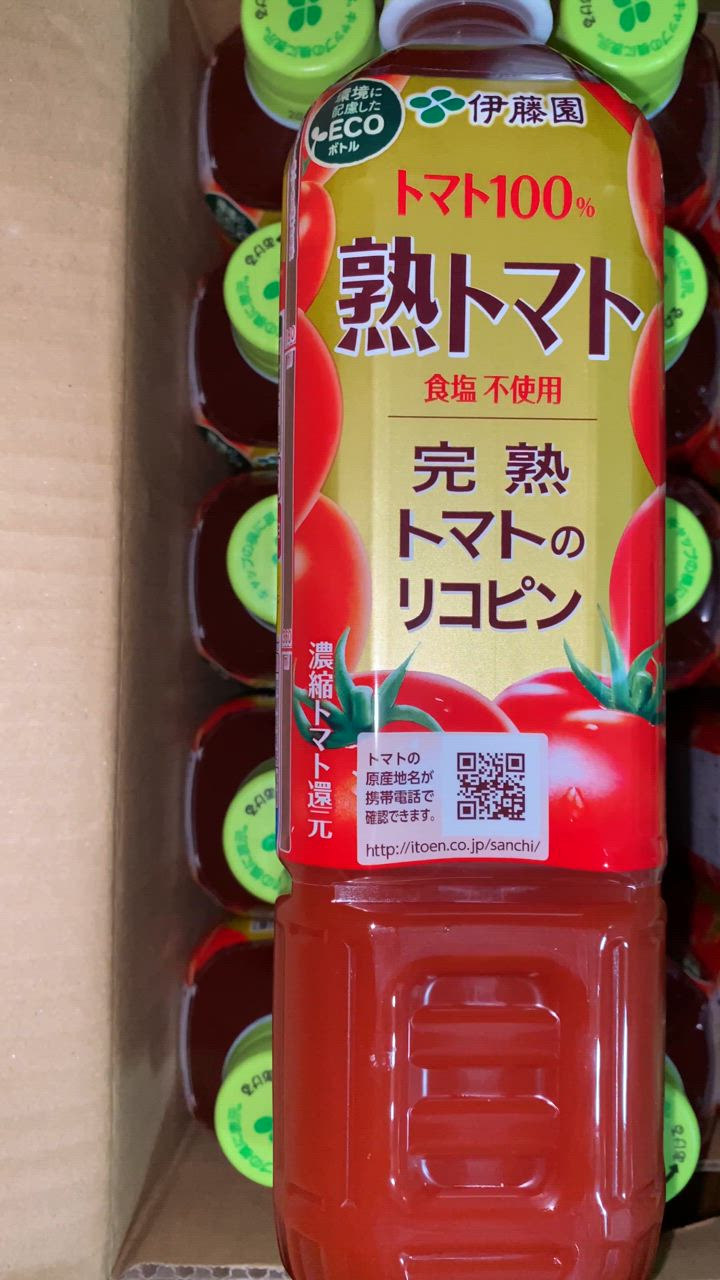 環境に
配慮した
ECO
ボトル
伊藤園
トマト100%
熟トマト
食塩 不使用
完熟
トマトの
リコピン
濃縮トマト還元
トマトの
原産地名が
携帯電話で
確認できます。
http://itoen.co.jp/sanchi/